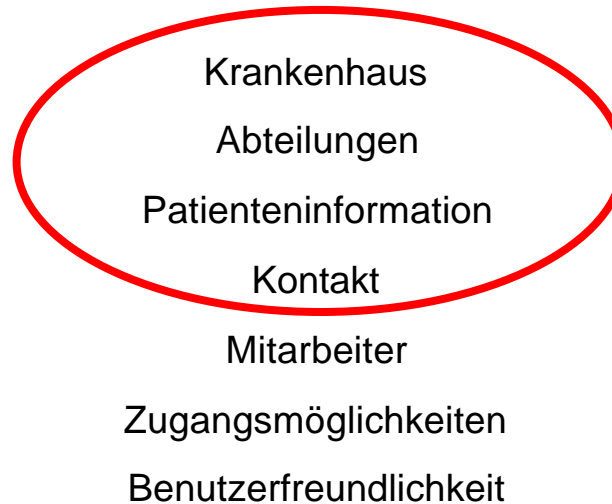 Krankenhaus
Abteilungen
Patienteninformation
Kontakt
Mitarbeiter
Zugangsmöglichkeiten
Benutzerfreundlichkeit